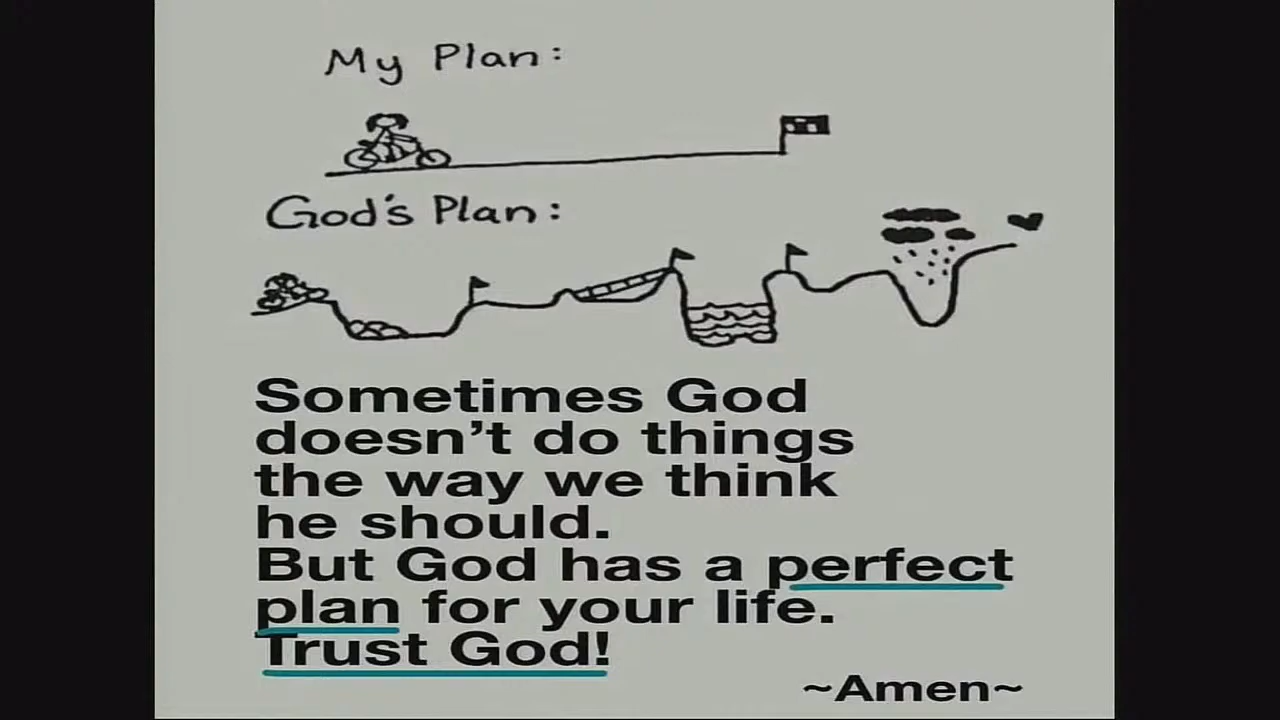 My Plan:
God's Plan:
Sometimes God
doesn't do things
the way we think
he should.
But God has a perfect
plan for your life.
Trust God!
~Amen~